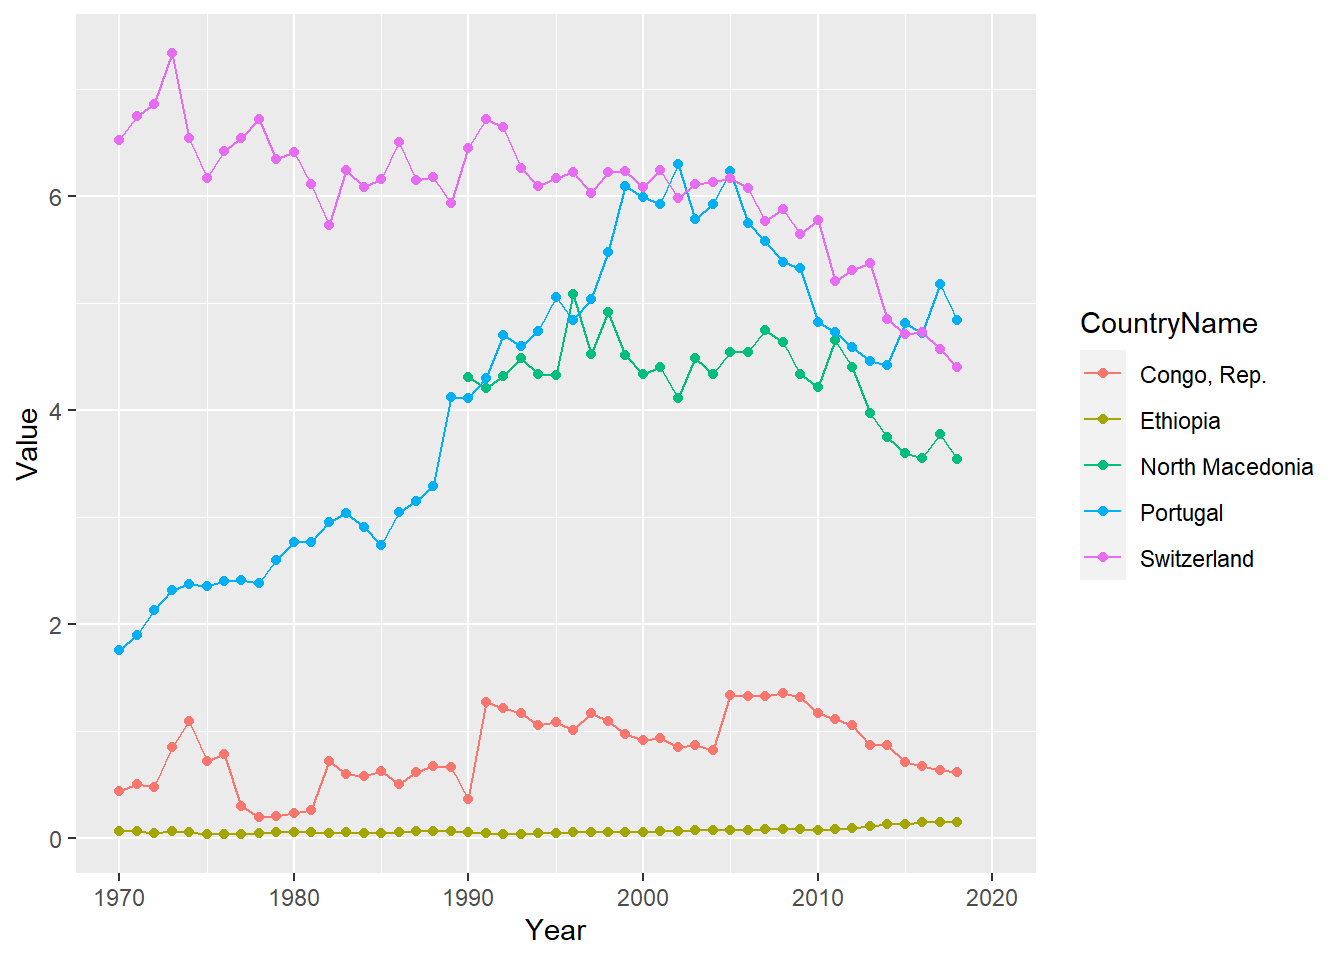 Value
6
4
2
0
1970 1980 1990 2000 2010 2020
Year
CountryName
Congo, Rep.
Ethiopia
North Macedonia
Portugal
Switzerland